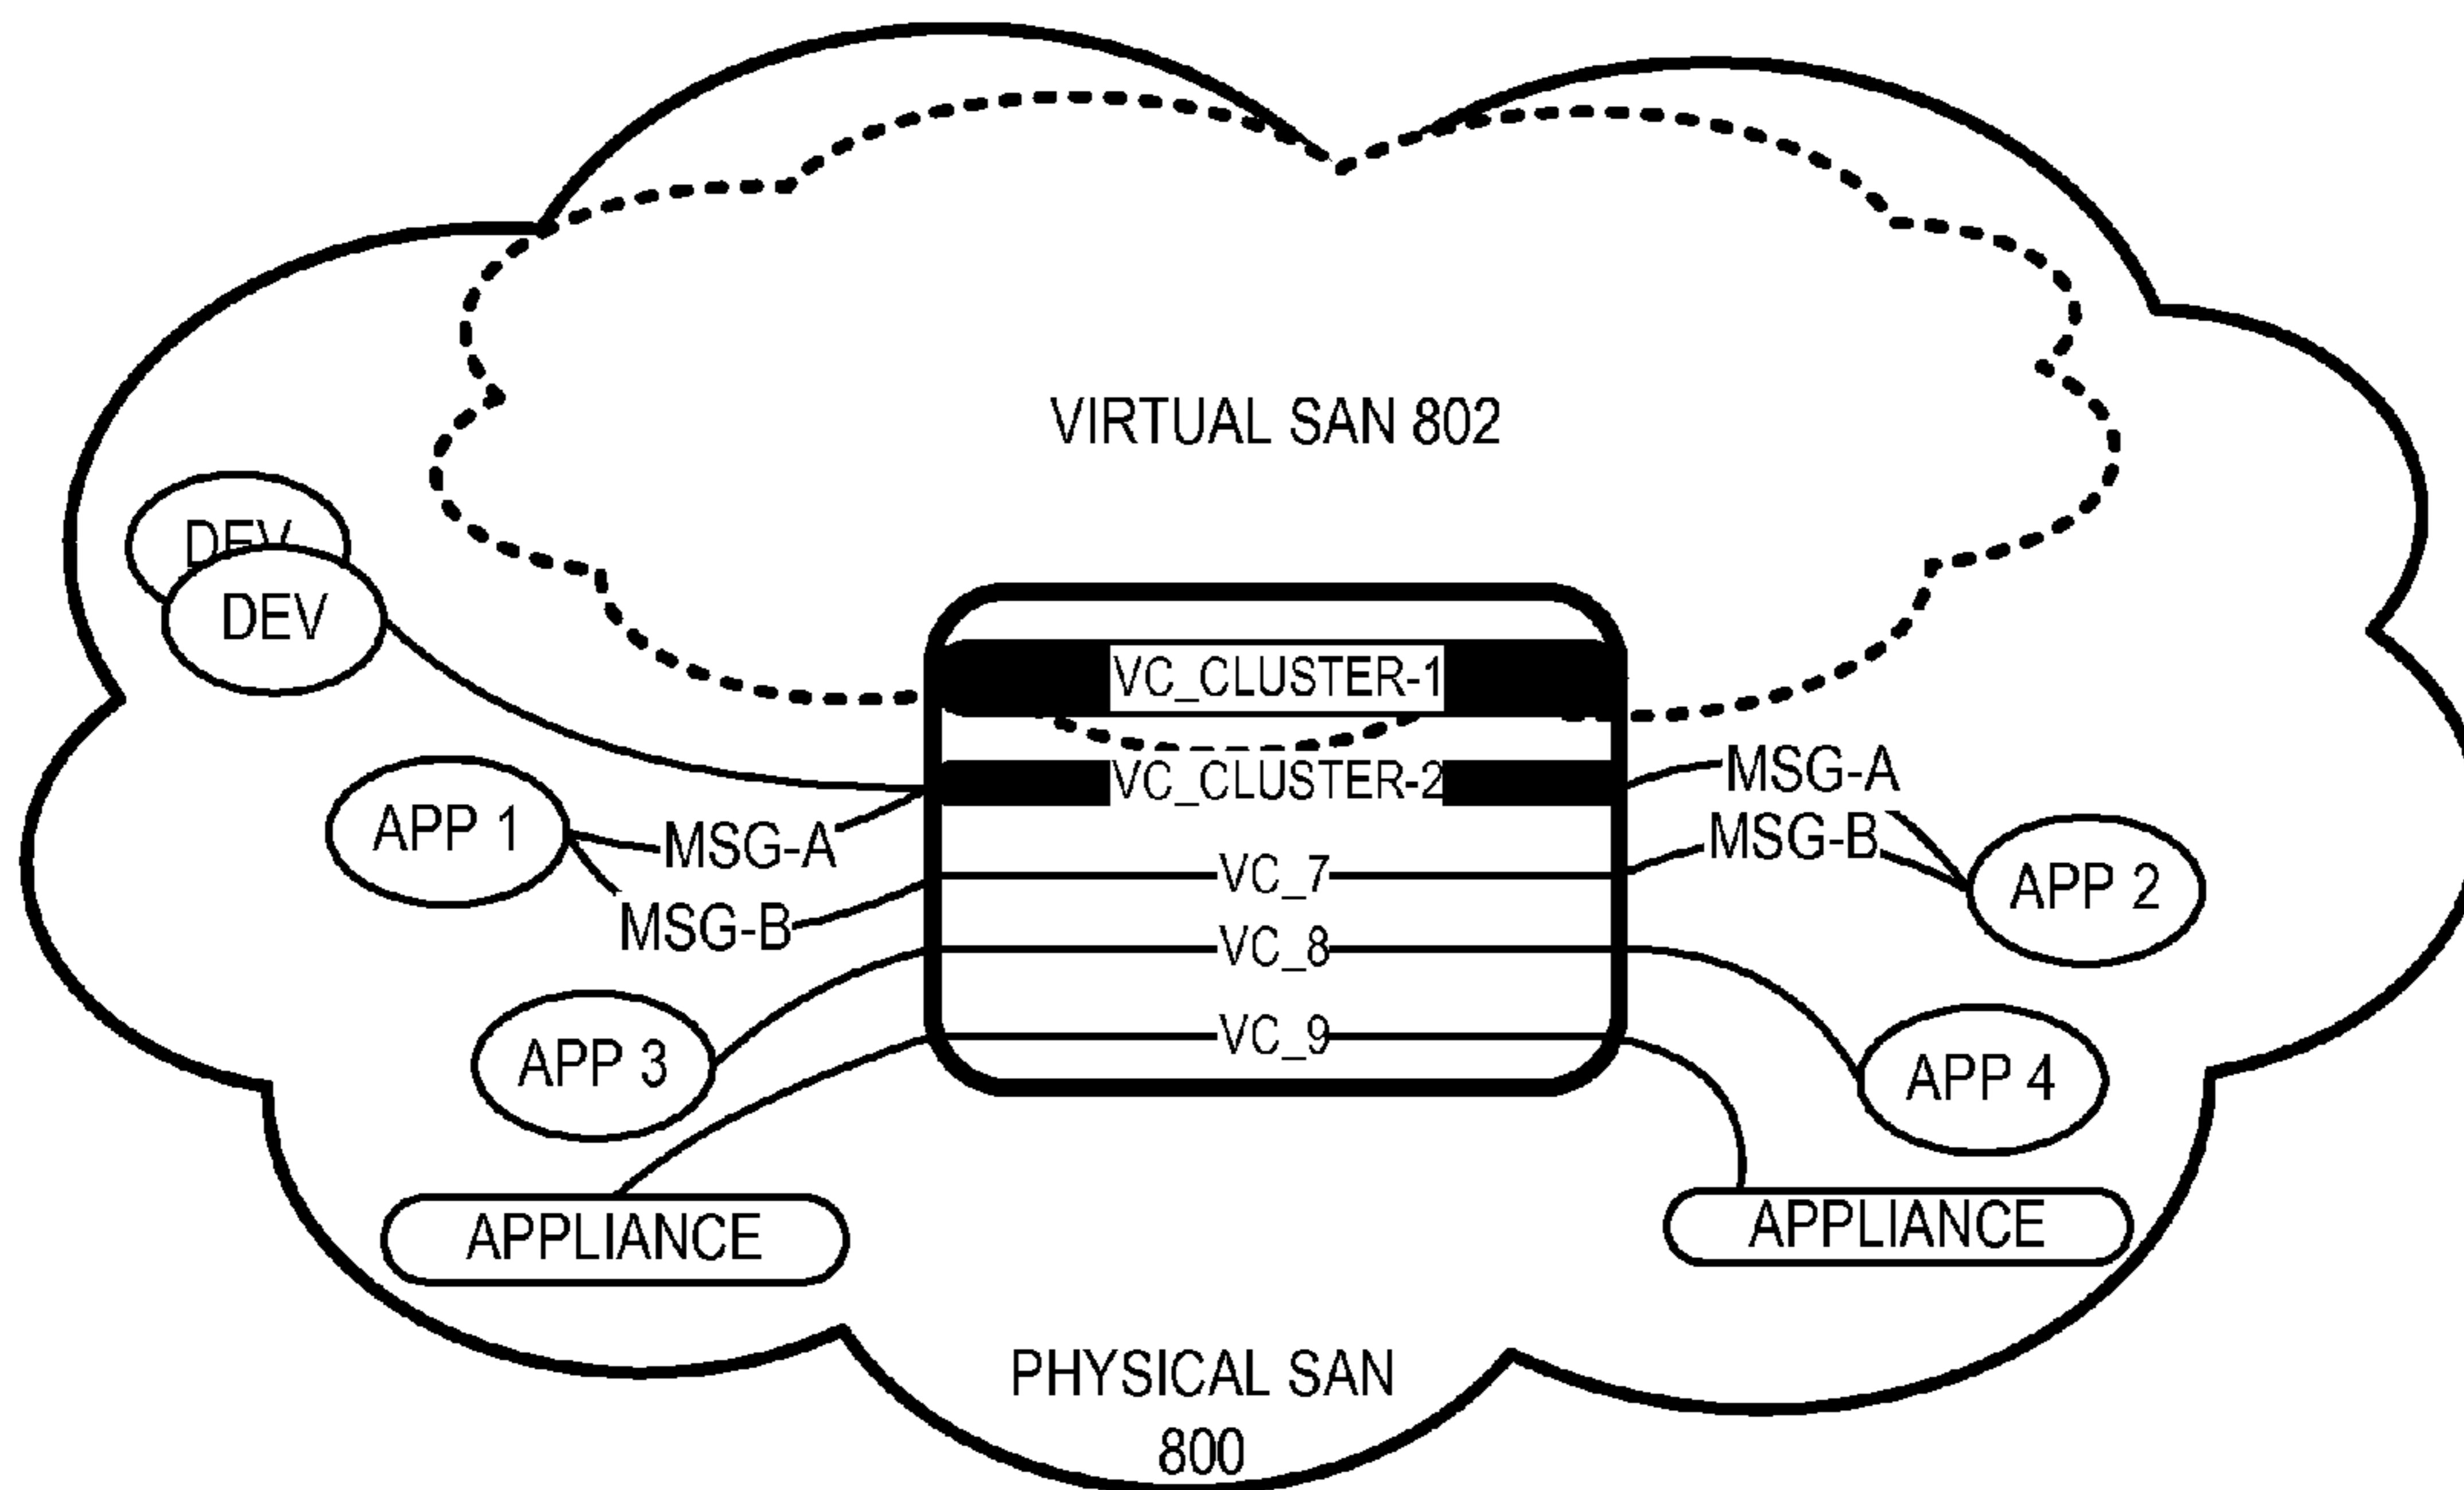 VIRTUAL SAN 802
DEV
DEV
VC_CLUSTER-1
VC_CLUSTER-2
MSG-A
MSG-B
APP 1
MSG-A
MSG-B
VC_7
APP 2
VC_8
APP 3
VC_9
APP 4
APPLIANCE
APPLIANCE
PHYSICAL SAN
800